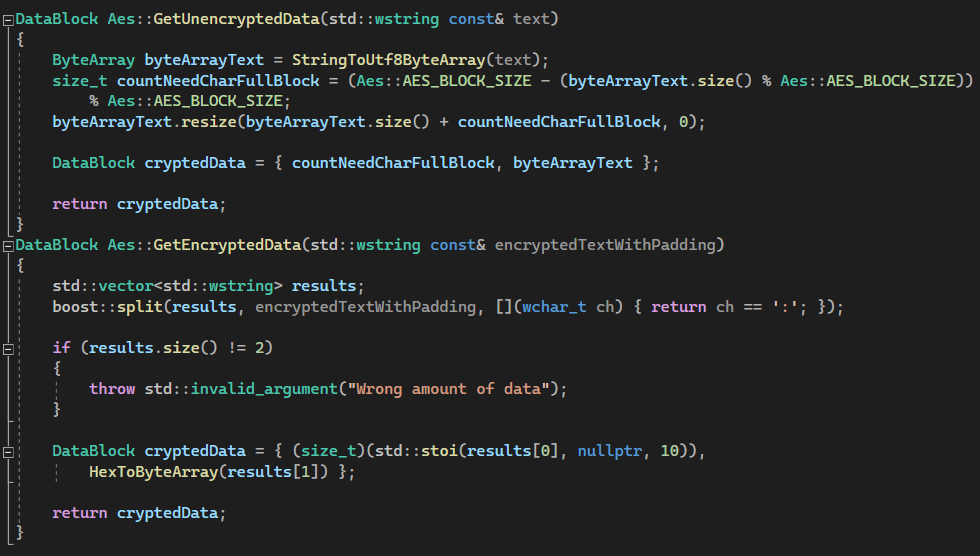 DataBlock Aes::GetUnencryptedData(std::wstring const& text)
{
    ByteArray byteArrayText = StringToUtf8ByteArray(text);
    size_t countNeedCharFullBlock = (Aes::AES_BLOCK_SIZE - (byteArrayText.size() % Aes::AES_BLOCK_SIZE))
        % Aes::AES_BLOCK_SIZE;
    byteArrayText.resize(byteArrayText.size() + countNeedCharFullBlock, 0);

    DataBlock cryptedData = { countNeedCharFullBlock, byteArrayText };

    return cryptedData;
}
DataBlock Aes::GetEncryptedData(std::wstring const& encryptedTextWithPadding)
{
    std::vector<std::wstring> results;
    boost::split(results, encryptedTextWithPadding, [](wchar_t ch) { return ch == ':'; });

    if (results.size() != 2)
    {
        throw std::invalid_argument("Wrong amount of data");
    }

    DataBlock cryptedData = { (size_t)(std::stoi(results[0], nullptr, 10)),
        HexToByteArray(results[1]) };

    return cryptedData;
}